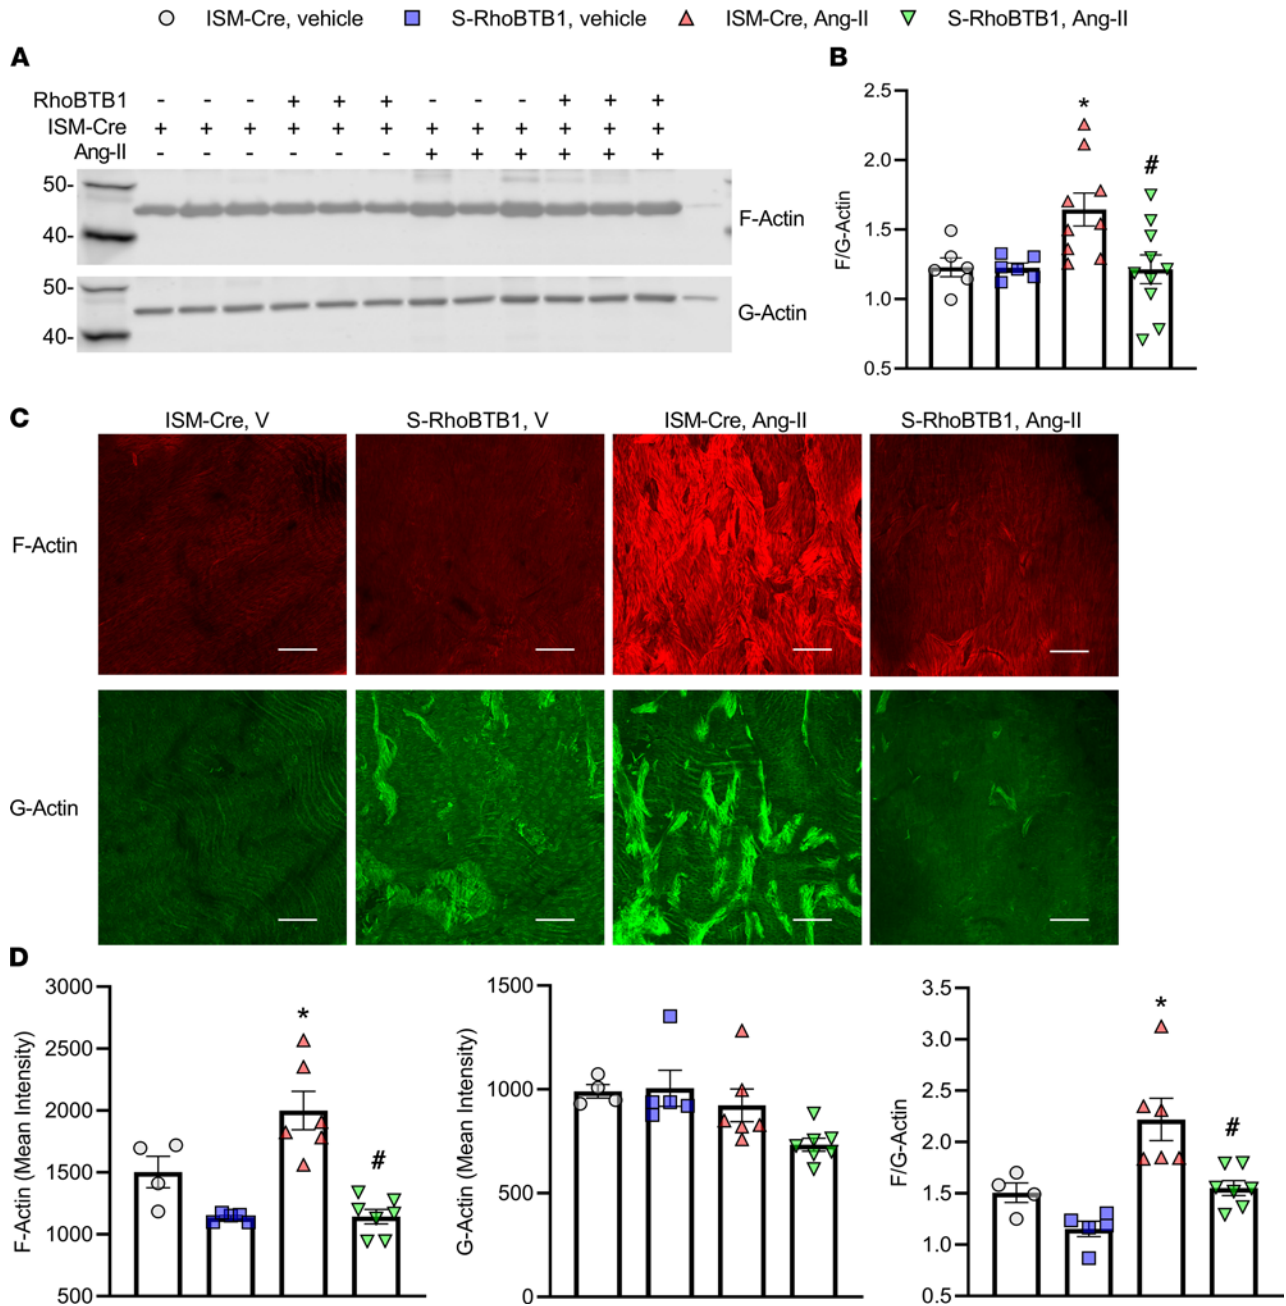 ISM-Cre, vehicle S-RhoBTB1, vehicle ISM-Cre, Ang-II S-RhoBTB1, Ang-II
A
RhoBTB1 - - - + + + - - - + + +
ISM-Cre + + + + + + + + + + + +
Ang-II - - - - - - + + + + + +
50-
40-
F-Actin
50-
40-
G-Actin
B
2.5
2.0
1.5
1.0
0.5
F/G-Actin
*
#
C
ISM-Cre, V S-RhoBTB1, V ISM-Cre, Ang-II S-RhoBTB1, Ang-II
F-Actin
G-Actin
D
3000
2500
2000
1500
1000
500
F-Actin (Mean Intensity)
*
#
1500
1000
500
0
G-Actin (Mean Intensity)
3.5
3.0
2.5
2.0
1.5
1.0
0.5
F/G-Actin
*
#